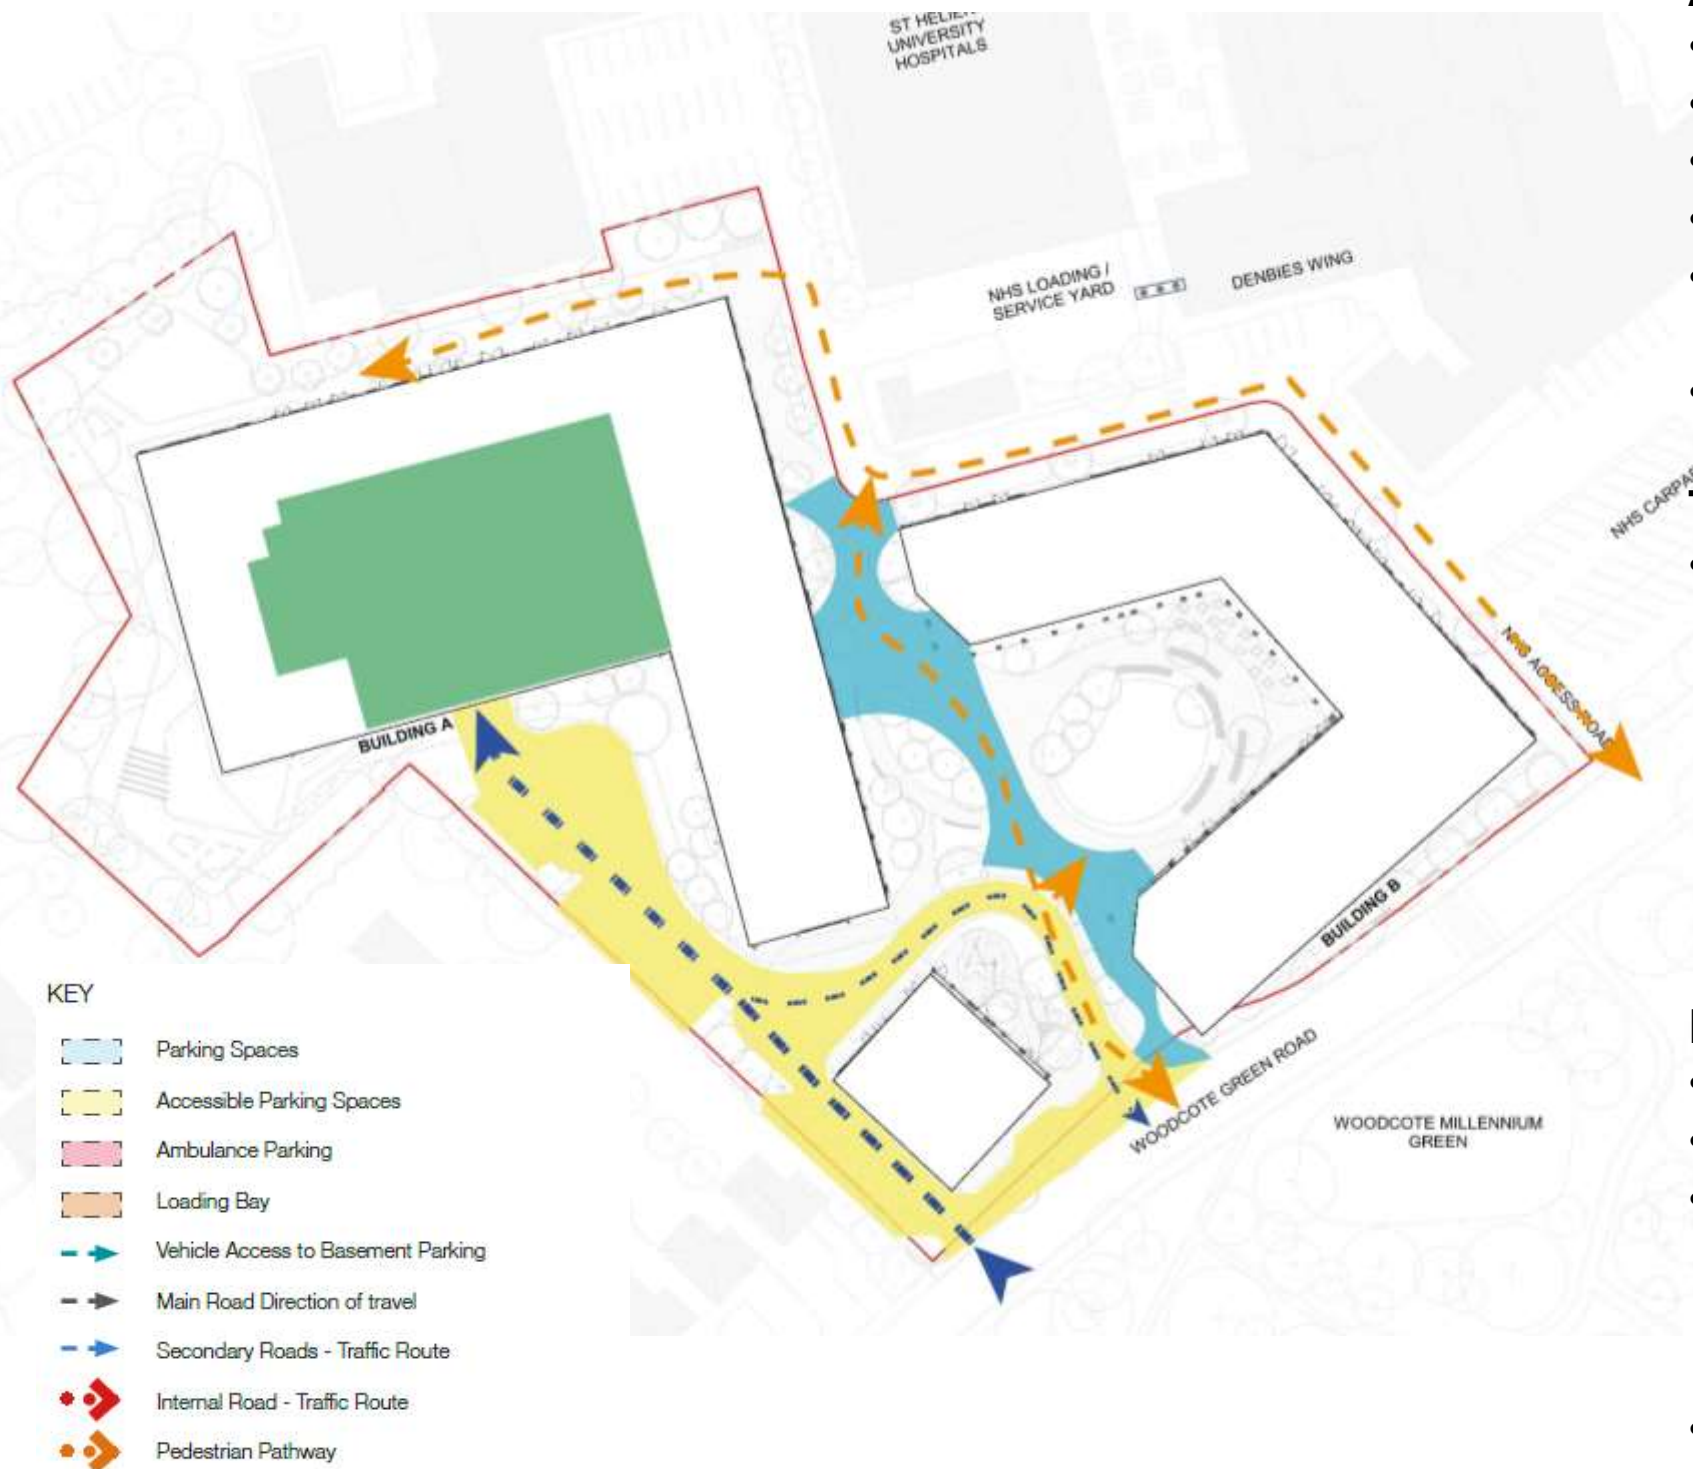 ST HELIER
UNIVERSITY
HOSPITALS
NHS LOADING /
SERVICE YARD
DENBIES WING
NHS
NHS ACCESS ROAD
BUILDING A
BUILDING B
WOODCOTE GREEN ROAD
WOODCOTE MILLENNIUM
GREEN
KEY
Parking Spaces
Accessible Parking Spaces
Ambulance Parking
Loading Bay
Vehicle Access to Basement Parking
Main Road Direction of travel
Secondary Roads - Traffic Route
Internal Road - Traffic Route
Pedestrian Pathway